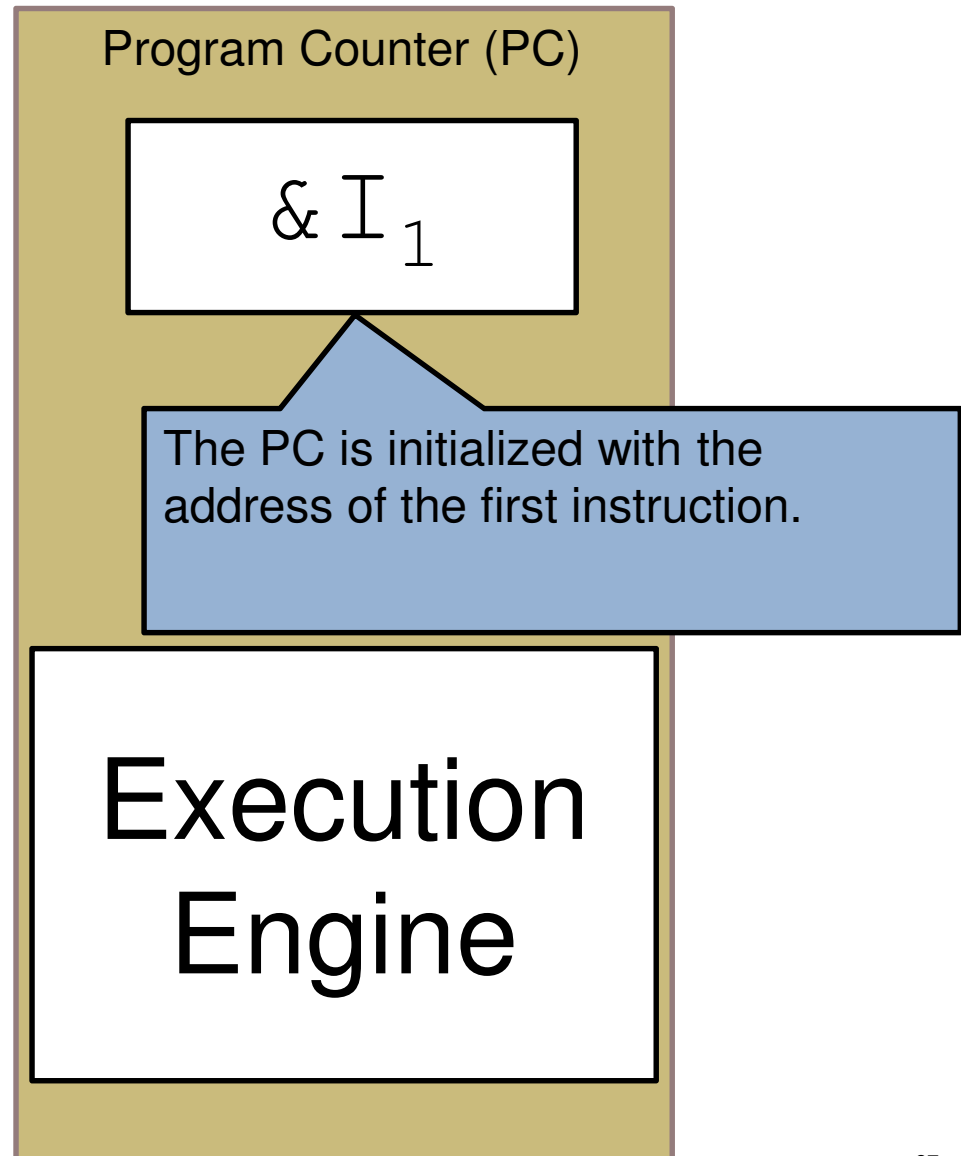 Program Counter (PC)
&I₁
The PC is initialized with the
address of the first instruction.
Execution
Engine